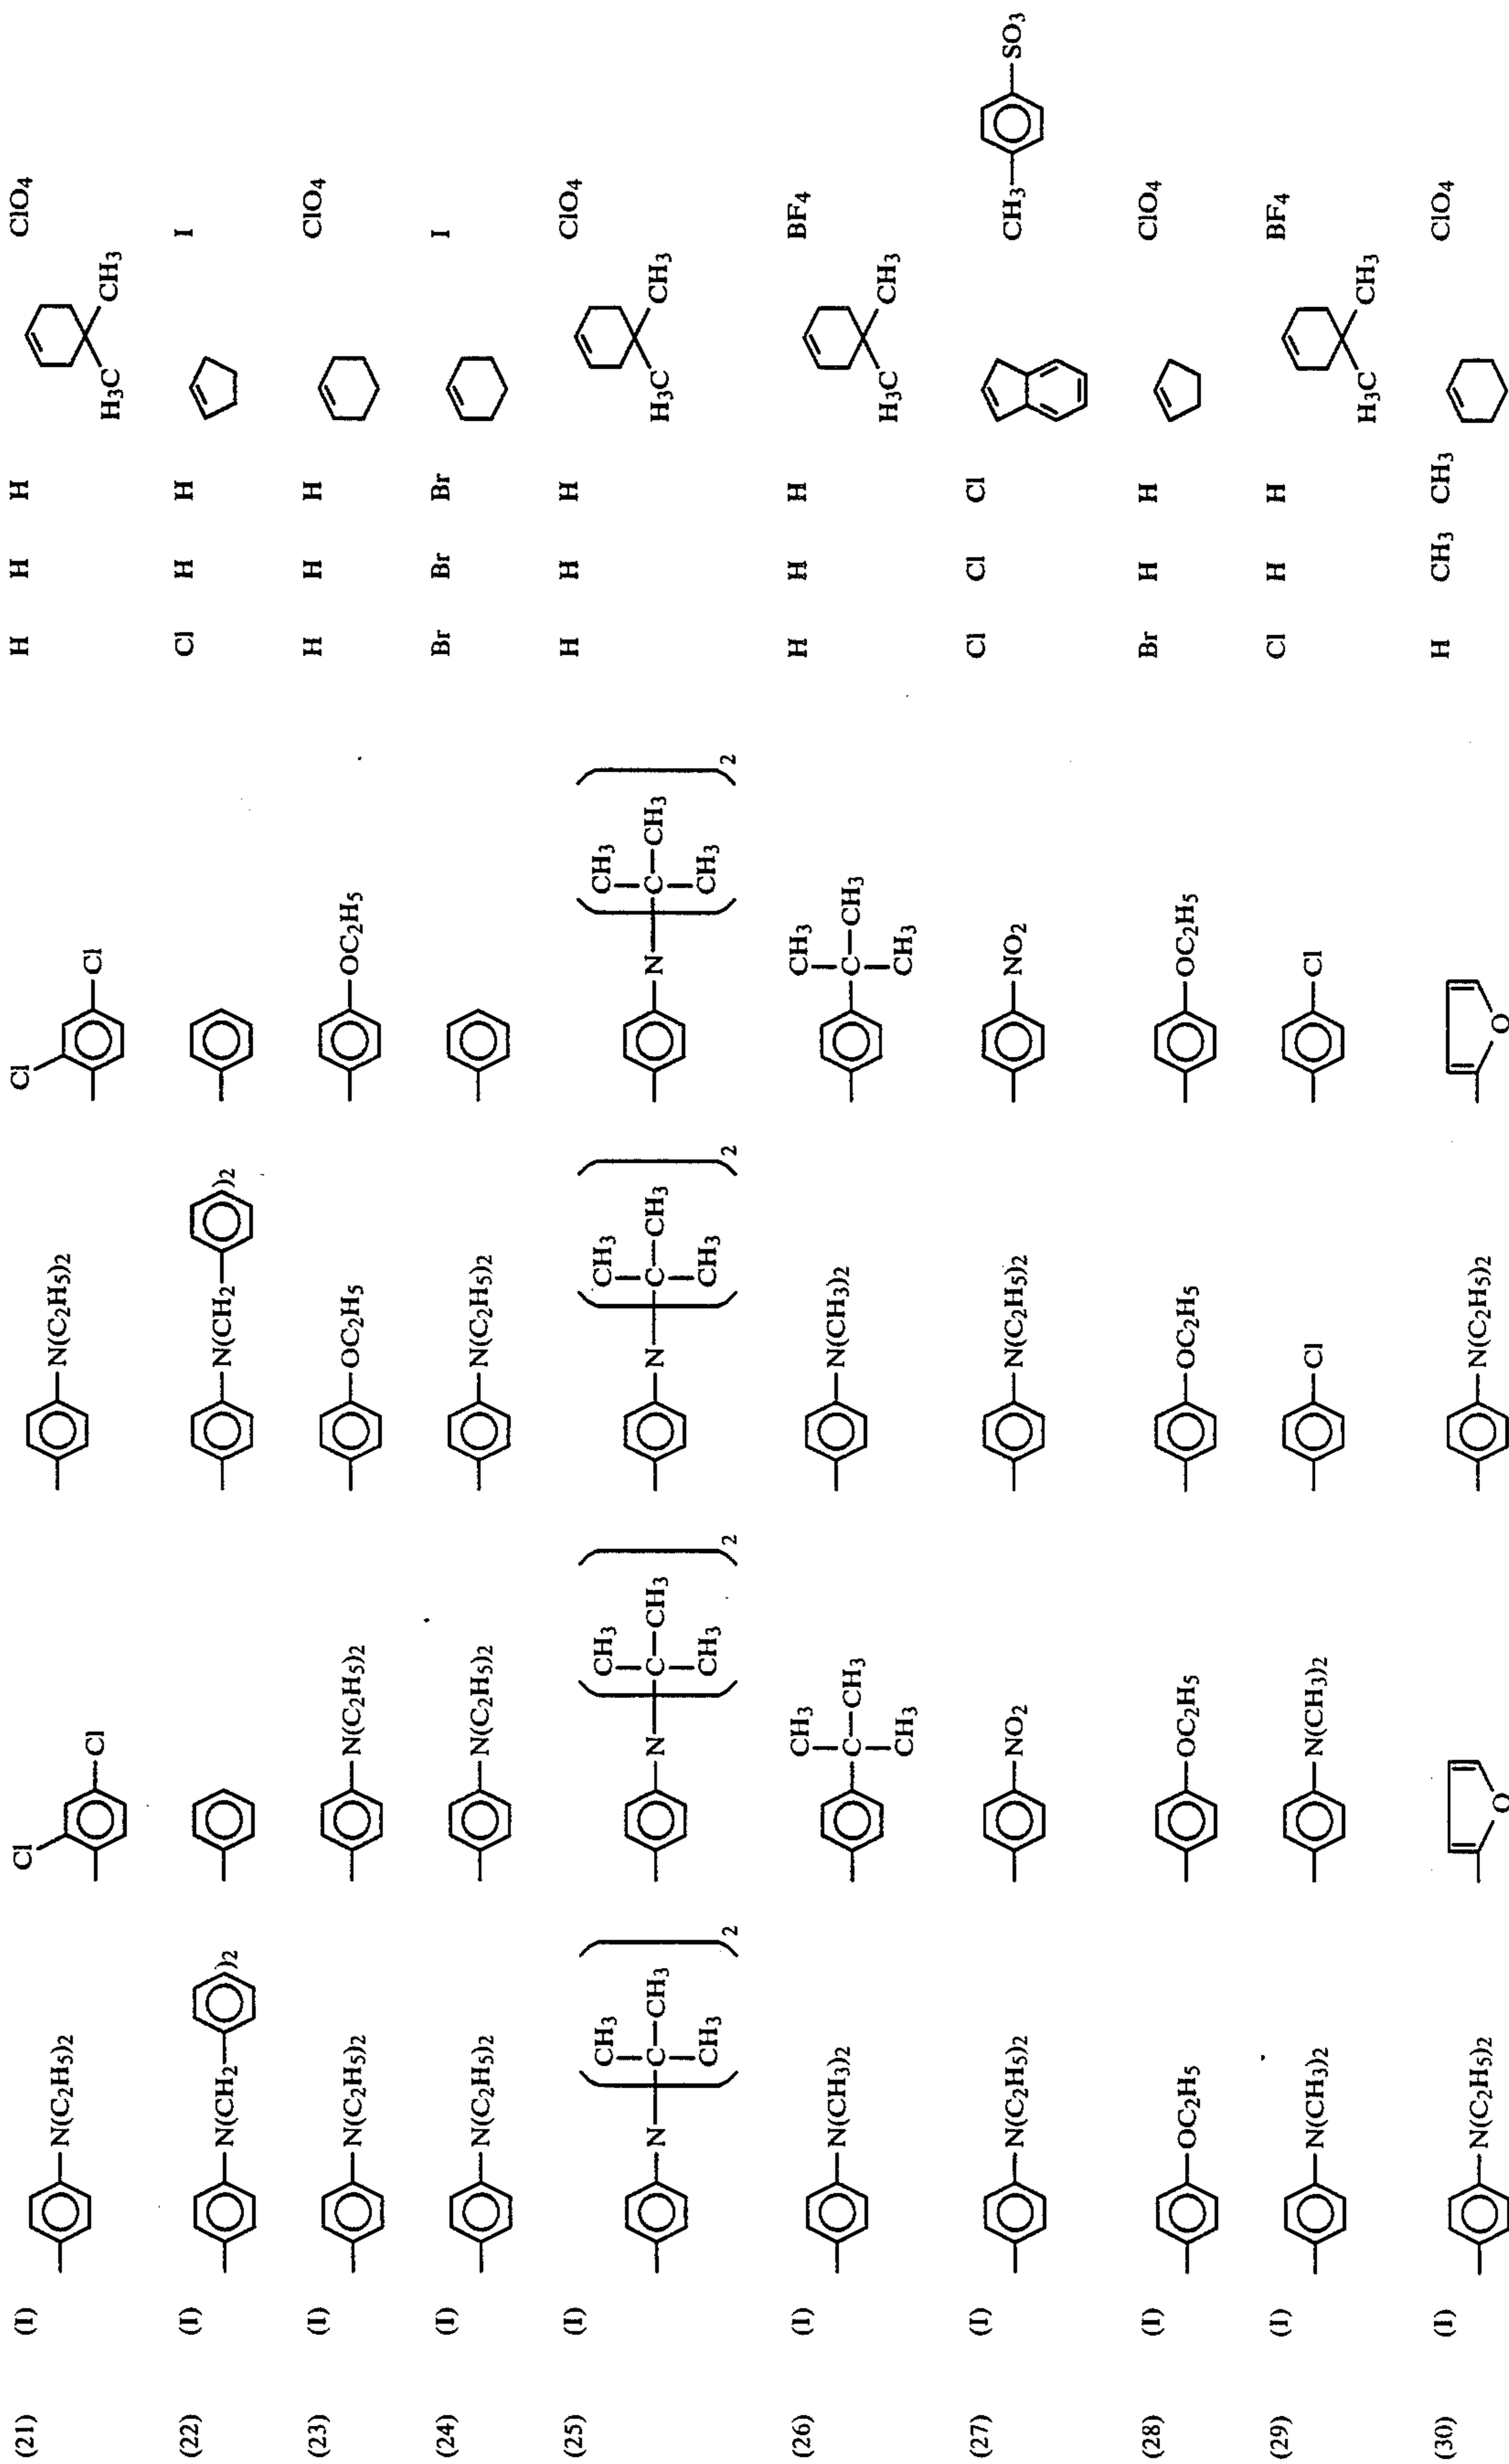 (21) (I) Cl Cl H H H ClO4
N(C2H5)2 N(C2H5)2
Cl Cl
H3C CH3
(22) (I) Cl H H I
N(CH2 )2 N(CH2 )2
(23) (I) H H H ClO4
N(C2H5)2 N(C2H5)2 OC2H5 OC2H5
(24) (I) Br Br Br I
N(C2H5)2 N(C2H5)2 N(C2H5)2
(25) (I) H H H ClO4
CH3 CH3 CH3 CH3
N ( C CH3 ) N ( C CH3 ) N ( C CH3 ) N ( C CH3 ) H3C CH3
CH3 CH3 CH3 CH3
2 2 2 2
(26) (I) CH3 CH3 H H H BF4
N(CH3)2 C CH3 N(CH3)2 C CH3
H3C CH3
CH3 CH3
(27) (I) Cl Cl Cl
N(C2H5)2 NO2 N(C2H5)2 NO2 CH3 SO3
(28) (I) Br H H ClO4
OC2H5 OC2H5 OC2H5 OC2H5
(29) (I) Cl H H BF4
N(CH3)2 N(CH3)2 Cl Cl
H3C CH3
(30) (I) H CH3 CH3 ClO4
N(C2H5)2 N(C2H5)2
O O